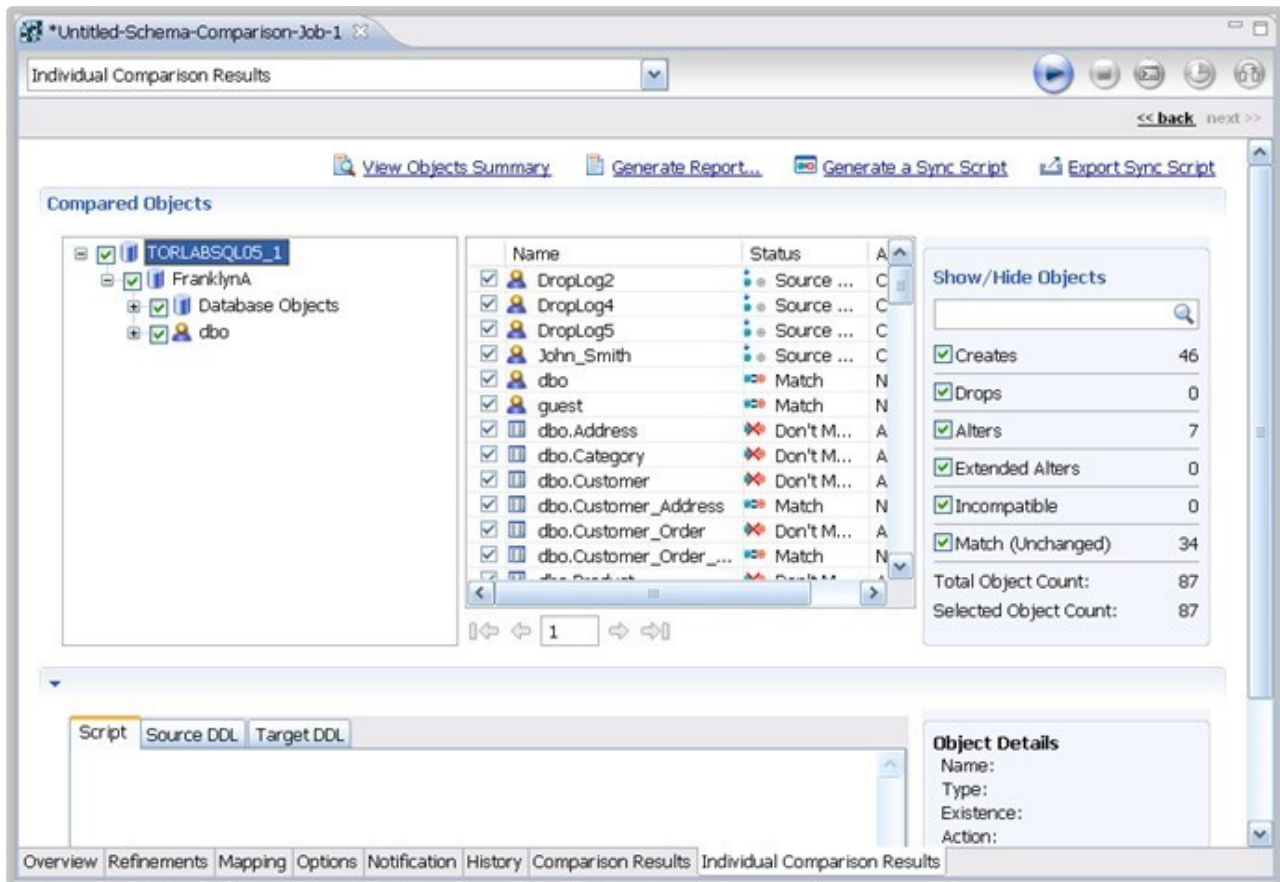 *Untitled-Schema-Comparison-Job-1
Individual Comparison Results
<< back next >>
View Objects Summary Generate Report... Generate a Sync Script Export Sync Script
Compared Objects
TORLABSQL05_1
FranklynA
Database Objects
dbo
Name Status A
DropLog2 Source ... C
DropLog4 Source ... C
DropLog5 Source ... C
John_Smith Source ... C
dbo Match N
guest Match N
dbo.Address Don't M... A
dbo.Category Don't M... A
dbo.Customer Don't M... A
dbo.Customer_Address Match N
dbo.Customer_Order Don't M... A
dbo.Customer_Order_... Match N
dbo.Product Don't M... A
1
Show/Hide Objects
Creates 46
Drops 0
Alters 7
Extended Alters 0
Incompatible 0
Match (Unchanged) 34
Total Object Count: 87
Selected Object Count: 87
Script Source DDL Target DDL
Object Details
Name:
Type:
Existence:
Action:
Overview Refinements Mapping Options Notification History Comparison Results Individual Comparison Results